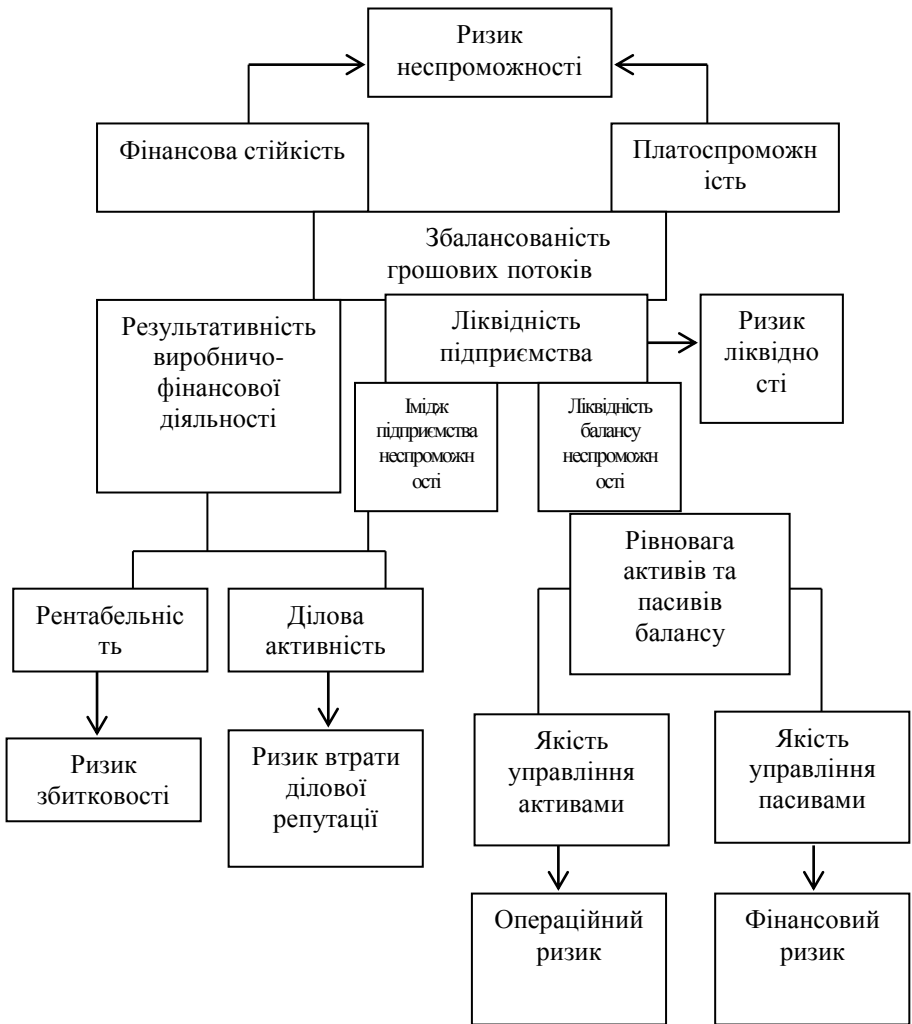 Ризик
неспроможності
Фінансова стійкість
Платоспроможн
ість
Збалансованість
грошових потоків
Результативність
виробничо-
фінансової
діяльності
Ліквідність
підприємства
Ризик
ліквідно
сті
Імідж
підприємства
неспроможн
ості
Ліквідність
балансу
неспроможн
ості
Рівновага
активів та
пасивів
балансу
Рентабельніс
ть
Ділова
активність
Ризик
збитковості
Ризик втрати
ділової
репутації
Якість
управління
активами
Якість
управління
пасивами
Операційний
ризик
Фінансовий
ризик